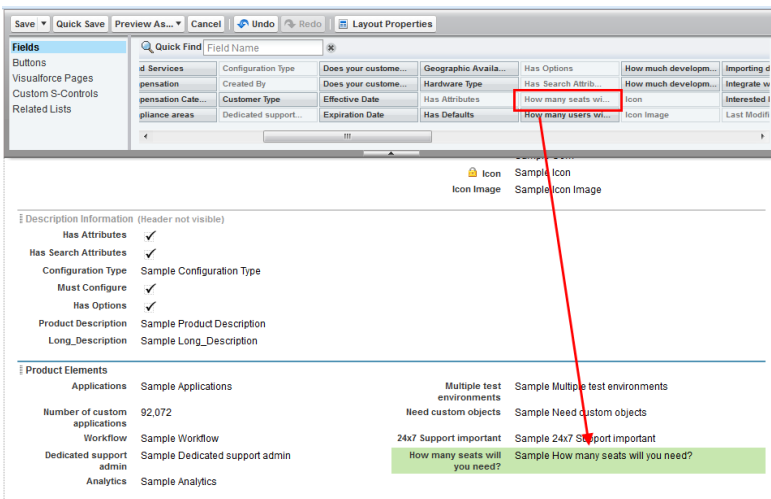 Save Quick Save Preview As... Cancel Undo Redo Layout Properties
Fields
Buttons
Visualforce Pages
Custom S-Controls
Related Lists
Quick Find Field Name
d Services Configuration Type Does your custome... Geographic Availa... Has Options How much developm... Importing d
pensation Created By Does your custome... Hardware Type Has Search Attrib... How much developm... Integrate w
pensation Cate... Customer Type Effective Date Has Attributes How many seats wi... Icon Interested I
pliance areas Dedicated support... Expiration Date Has Defaults How many users wi... Icon Image Last Modifi
Icon Sample Icon
Icon Image Sample Icon Image
Description Information (Header not visible)
Has Attributes
Has Search Attributes
Configuration Type Sample Configuration Type
Must Configure
Has Options
Product Description Sample Product Description
Long_Description Sample Long_Description
Product Elements
Applications Sample Applications Multiple test environments Sample Multiple test environments
Number of custom applications 92,072 Need custom objects Sample Need custom objects
Workflow Sample Workflow 24x7 Support important Sample 24x7 Support important
Dedicated support admin Sample Dedicated support admin How many seats will you need? Sample How many seats will you need?
Analytics Sample Analytics